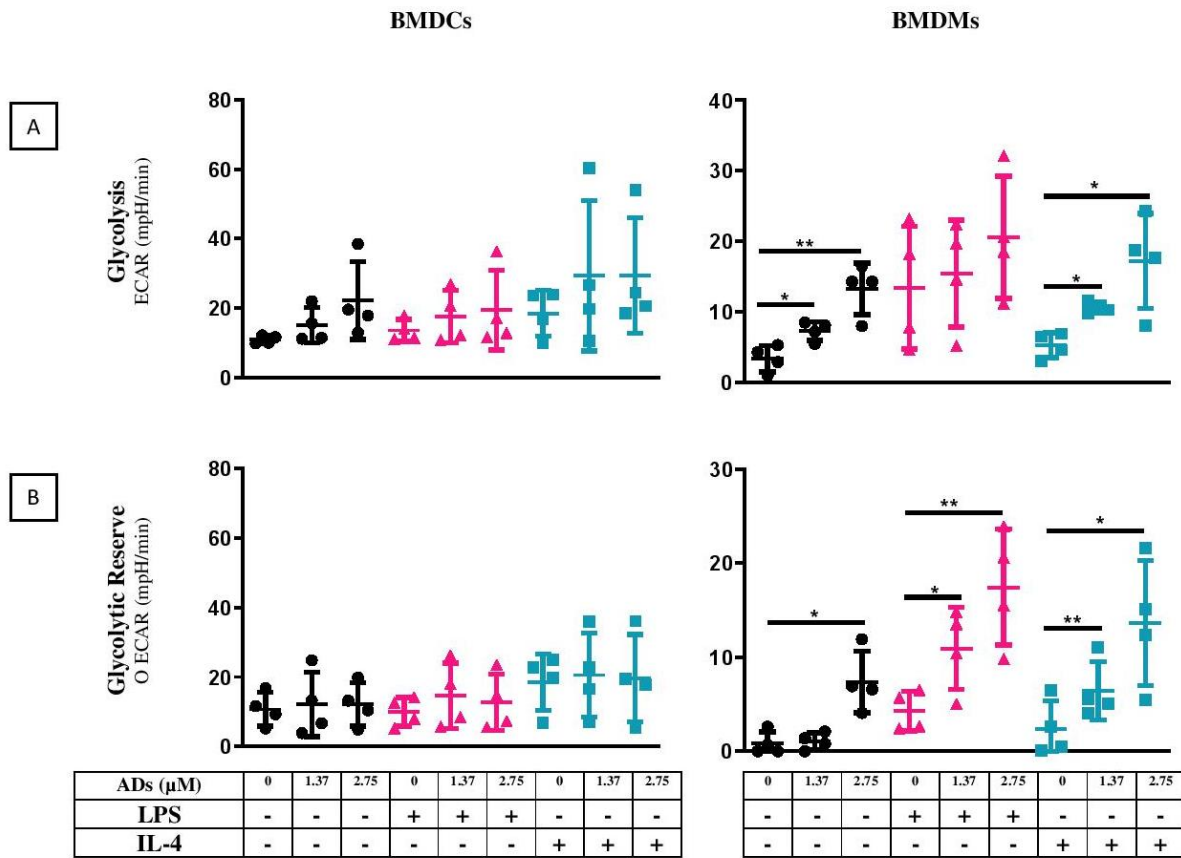 BMDCs BMDMs
A
Glycolysis
ECAR (mpH/min)
80
60
40
20
0
40
30
20
10
0
*
**
*
*
B
Glycolytic Reserve
O ECAR (mpH/min)
80
60
40
20
0
30
20
10
0
*
*
**
**
*
ADs (µM) 0 1.37 2.75 0 1.37 2.75 0 1.37 2.75 0 1.37 2.75 0 1.37 2.75 0 1.37 2.75
LPS - - - + + + - - - - - - + + + - - -
IL-4 - - - - - - + + + - - - - - - + + +